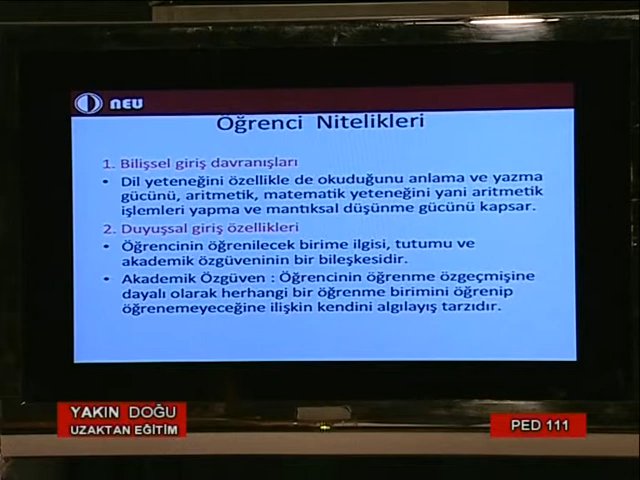 NEU
Öğrenci Nitelikleri
1. Bilişsel giriş davranışları
• Dil yeteneğini özellikle de okuduğunu anlama ve yazma
gücünü, aritmetik, matematik yeteneğini yani aritmetik
işlemleri yapma ve mantıksal düşünme gücünü kapsar.
2. Duyuşsal giriş özellikleri
• Öğrencinin öğrenilecek birime ilgisi, tutumu ve
akademik özgüveninin bir bileşkesidir.
• Akademik Özgüven : Öğrencinin öğrenme özgeçmişine
dayalı olarak herhangi bir öğrenme birimini öğrenip
öğrenemeyeceğine ilişkin kendini algılayış tarzıdır.
YAKIN DOĞU
UZAKTAN EĞİTİM
PED 111